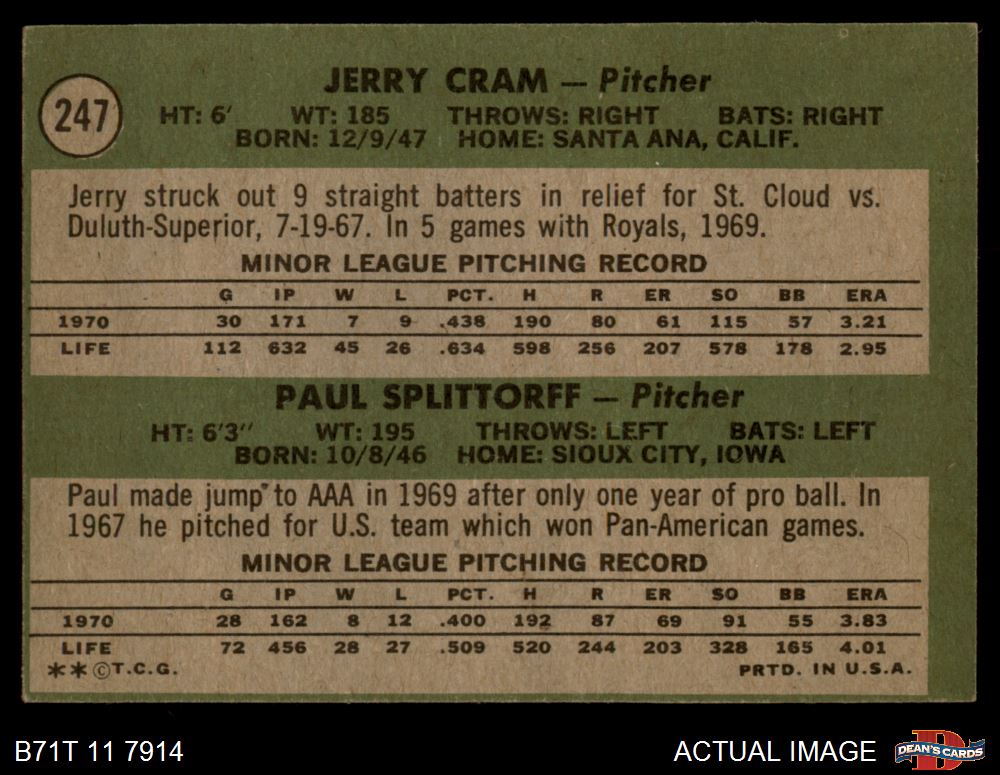 247
JERRY CRAM — Pitcher
HT: 6' WT: 185 THROWS: RIGHT BATS: RIGHT
BORN: 12/9/47 HOME: SANTA ANA, CALIF.
Jerry struck out 9 straight batters in relief for St. Cloud vs.
Duluth-Superior, 7-19-67. In 5 games with Royals, 1969.
MINOR LEAGUE PITCHING RECORD
G IP W L PCT. H R ER SO BB ERA
1970 30 171 7 9 .438 190 80 61 115 57 3.21
LIFE 112 632 45 26 .634 598 256 207 578 178 2.95
PAUL SPLITTORFF — Pitcher
HT: 6'3" WT: 195 THROWS: LEFT BATS: LEFT
BORN: 10/8/46 HOME: SIOUX CITY, IOWA
Paul made jump to AAA in 1969 after only one year of pro ball. In
1967 he pitched for U.S. team which won Pan-American games.
MINOR LEAGUE PITCHING RECORD
G IP W L PCT. H R ER SO BB ERA
1970 28 162 8 12 .400 192 87 69 91 55 3.83
LIFE 72 456 28 27 .509 520 244 203 328 165 4.01
**©T.C.G. PRTD. IN U.S.A.
B71T 11 7914 ACTUAL IMAGE D DEAN'S CARDS